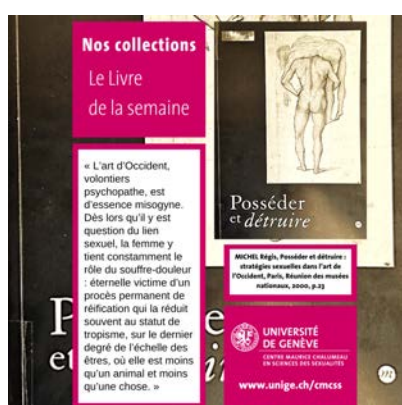 Nos collections
Le Livre
de la semaine
« L'art d'Occident,
volontiers
psychopathe, est
d'essence misogyne.
Dès lors qu'il y est
question du lien
sexuel, la femme y
tient constamment le
rôle du souffre-douleur
: éternelle victime d'un
procès permanent de
réification qui la réduit
souvent au statut de
tropisme, sur le dernier
degré de l'échelle des
êtres, où elle est moins
qu'un animal et moins
qu'une chose. »
Posséder
et détruire
MICHEL Régis, Posséder et détruire :
stratégies sexuelles dans l'art de
l'Occident, Paris, Réunion des musées
nationaux, 2000, p.23
UNIVERSITÉ
DE GENÈVE
CENTRE MAURICE CHALUMEAU
EN SCIENCES DES SEXUALITÉS
www.unige.ch/cmcss